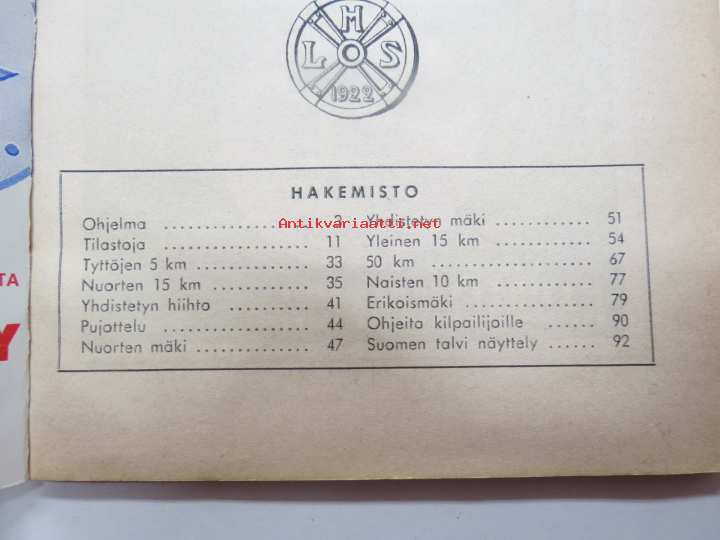 H
L O S
1922
HAKEMISTO
Ohjelma .................... 3
Tilastoja .................. 11
Tyttöjen 5 km .............. 33
Nuorten 15 km .............. 35
Yhdistetyn hiihto .......... 41
Pujottelu .................. 44
Nuorten mäki ............... 47
Yhdistetyn mäki ............ 51
Yleinen 15 km .............. 54
50 km ...................... 67
Naisten 10 km .............. 77
Erikoismäki ................ 79
Ohjeita kilpailijoille ..... 90
Suomen talvi näyttely ...... 92
Antikvariaatti.net
TA
Y